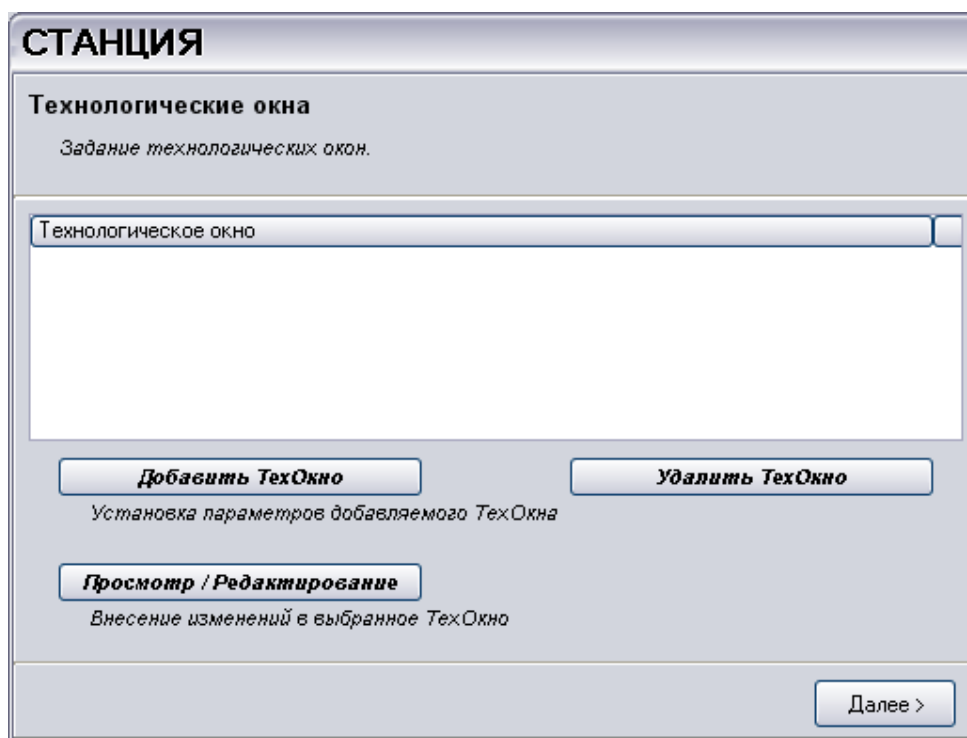 СТАНЦИЯ
Технологические окна
Задание технологических окон.
Технологическое окно
Добавить ТехОкно
Удалить ТехОкно
Установка параметров добавляемого ТехОкна
Просмотр / Редактирование
Внесение изменений в выбранное ТехОкно
Далее >